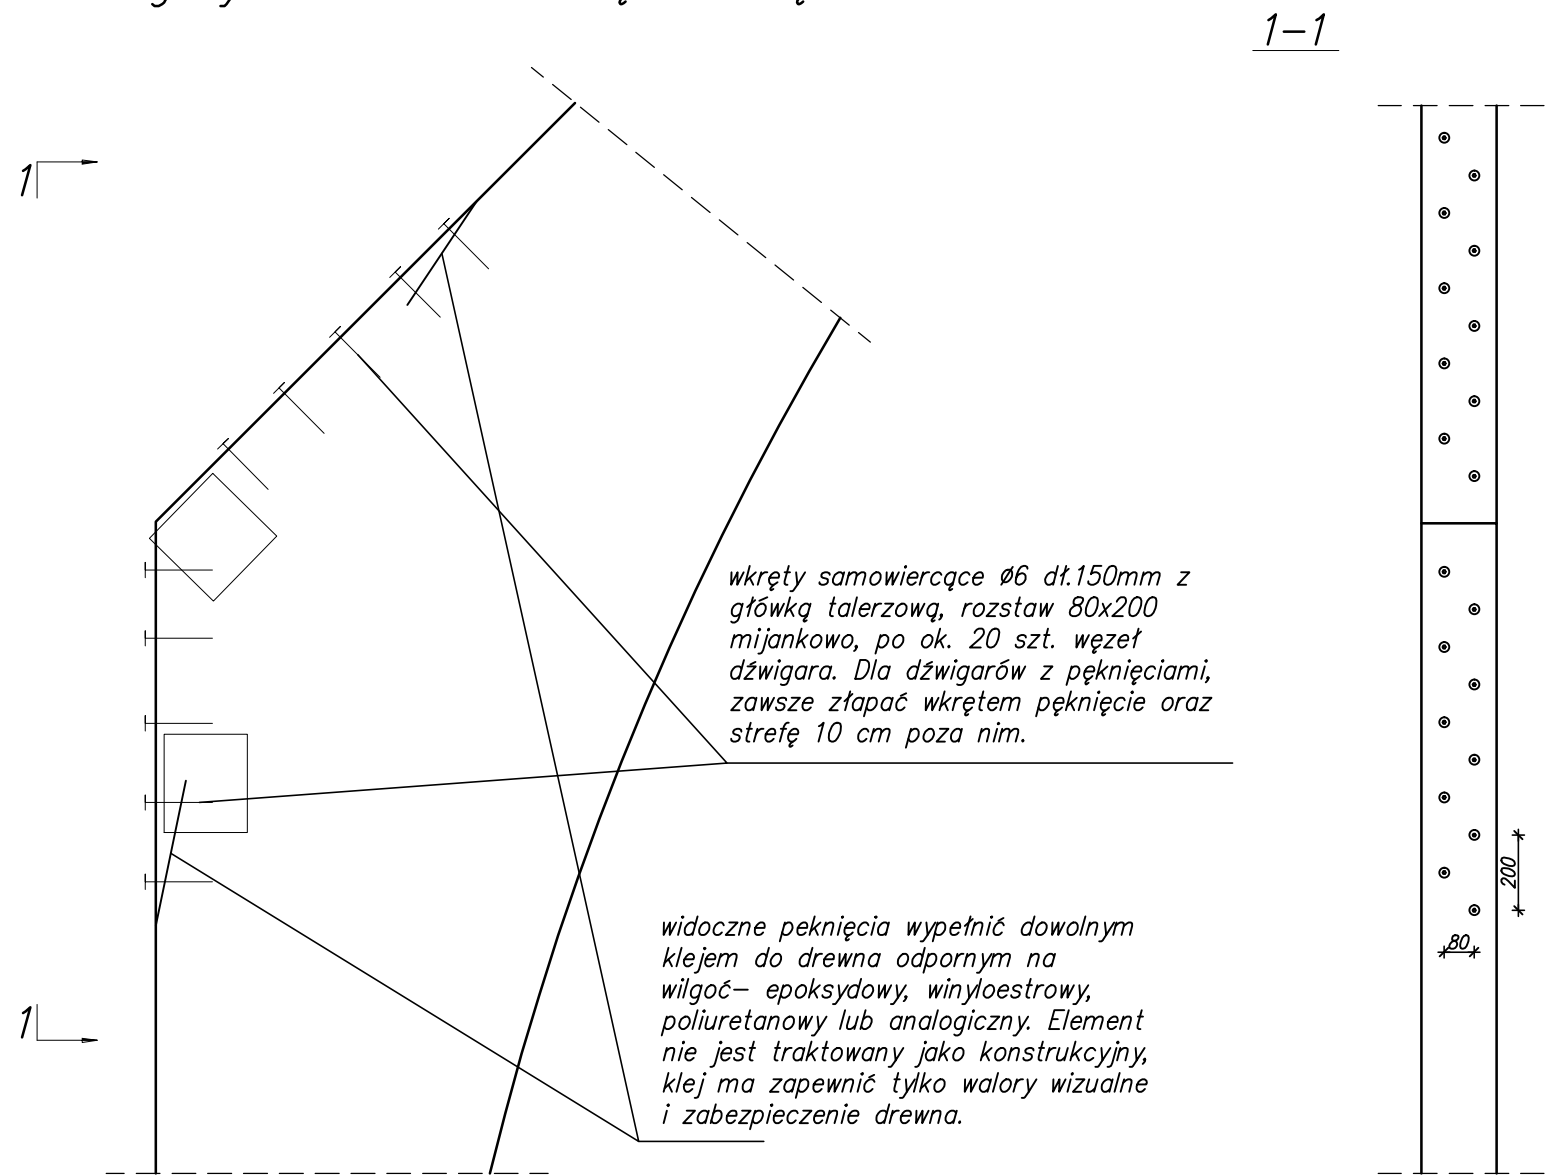 1-1
1
wkręty samowiercące Ø6 dł.150mm z
główką talerzową, rozstaw 80x200
mijankowo, po ok. 20 szt. węzeł
dźwigara. Dla dźwigarów z pęknięciami,
zawsze złapać wkrętem pęknięcie oraz
strefę 10 cm poza nim.
200
80
widoczne peknięcia wypełnić dowolnym
klejem do drewna odpornym na
wilgoć- epoksydowy, winyloestrowy,
poliuretanowy lub analogiczny. Element
nie jest traktowany jako konstrukcyjny,
klej ma zapewnić tylko walory wizualne
i zabezpieczenie drewna.
1